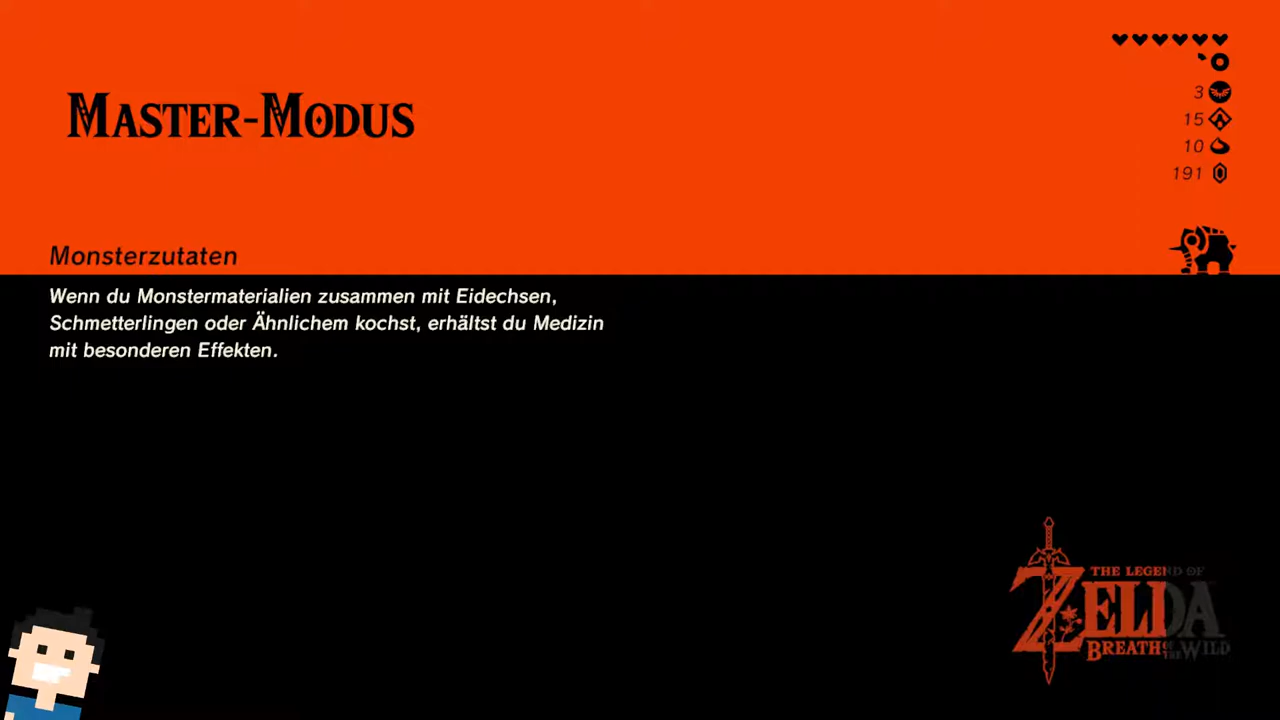 Master-Modus
3
15
10
191
Monsterzutaten
Wenn du Monstermaterialien zusammen mit Eidechsen,
Schmetterlingen oder Ähnlichem kochst, erhältst du Medizin
mit besonderen Effekten.
THE LEGEND OF
ZELDA
BREATH OF THE WILD